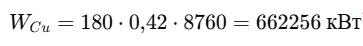 W_{Cu} = 180 · 0,42 · 8760 = 662256 кВт